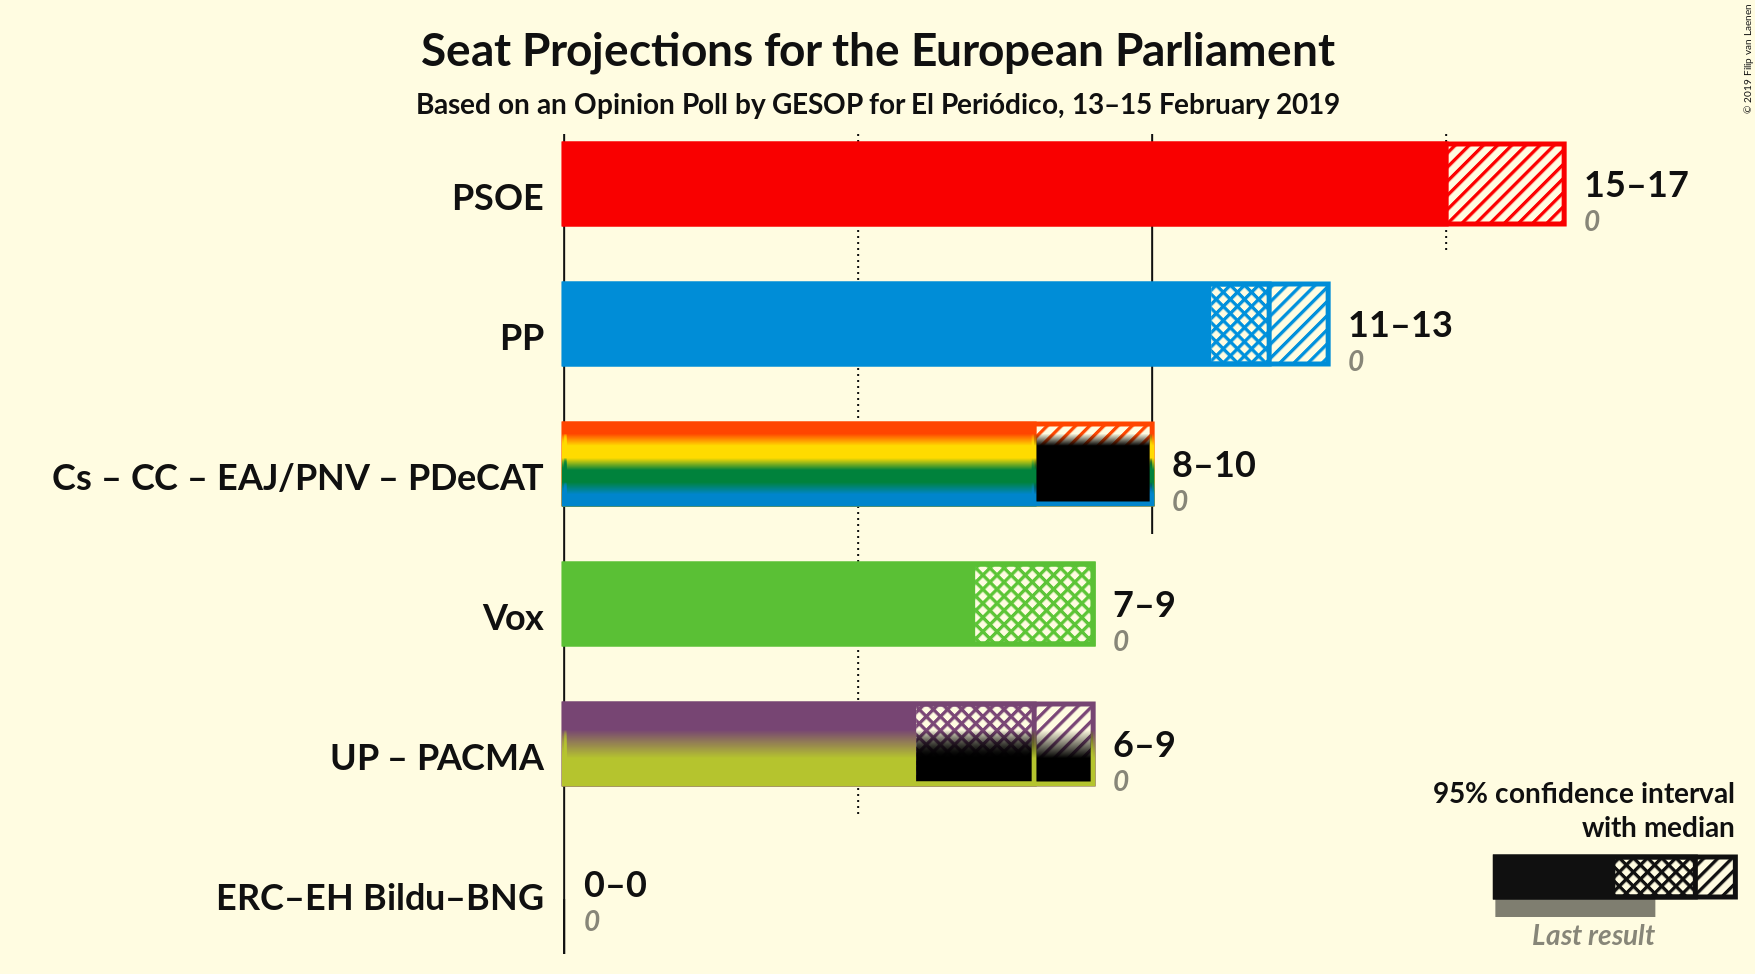 Seat Projections for the European Parliament
Based on an Opinion Poll by GESOP for El Periódico, 13–15 February 2019
© 2019 Filip van Laenen
PSOE
15–17
0
PP
11–13
0
Cs – CC – EAJ/PNV – PDeCAT
8–10
0
Vox
7–9
0
UP – PACMA
6–9
0
ERC–EH Bildu–BNG
0–0
0
95% confidence interval
with median
Last result